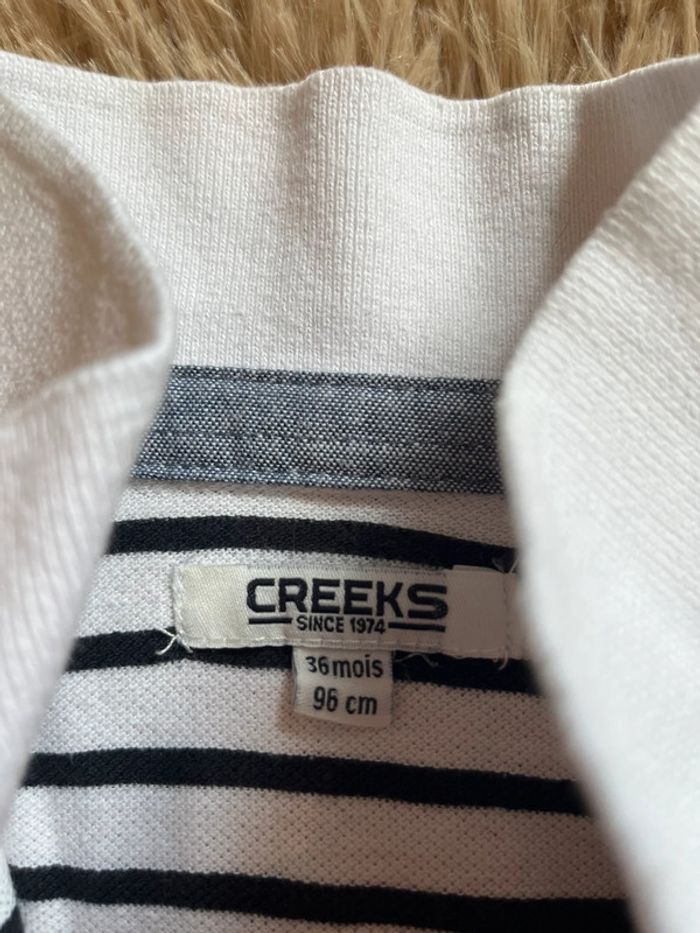 CREEKS
SINCE 1974
36 mois
96 cm